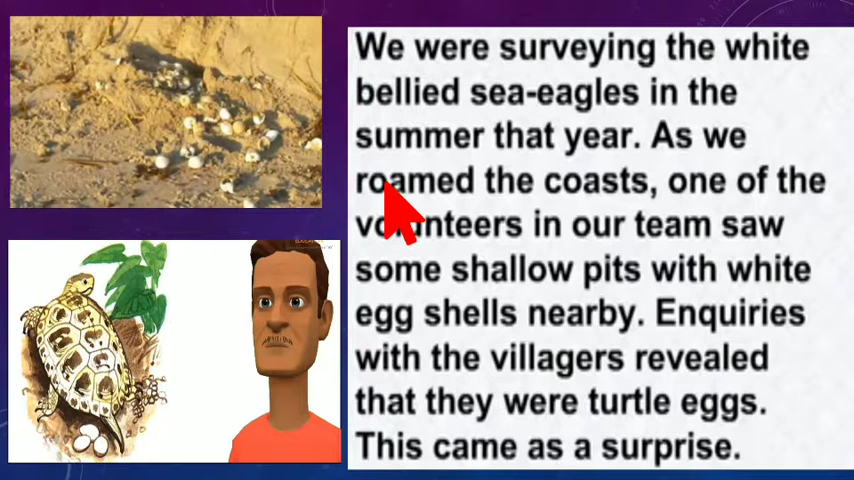 We were surveying the white
bellied sea-eagles in the
summer that year. As we
roamed the coasts, one of the
volunteers in our team saw
some shallow pits with white
egg shells nearby. Enquiries
with the villagers revealed
that they were turtle eggs.
This came as a surprise.